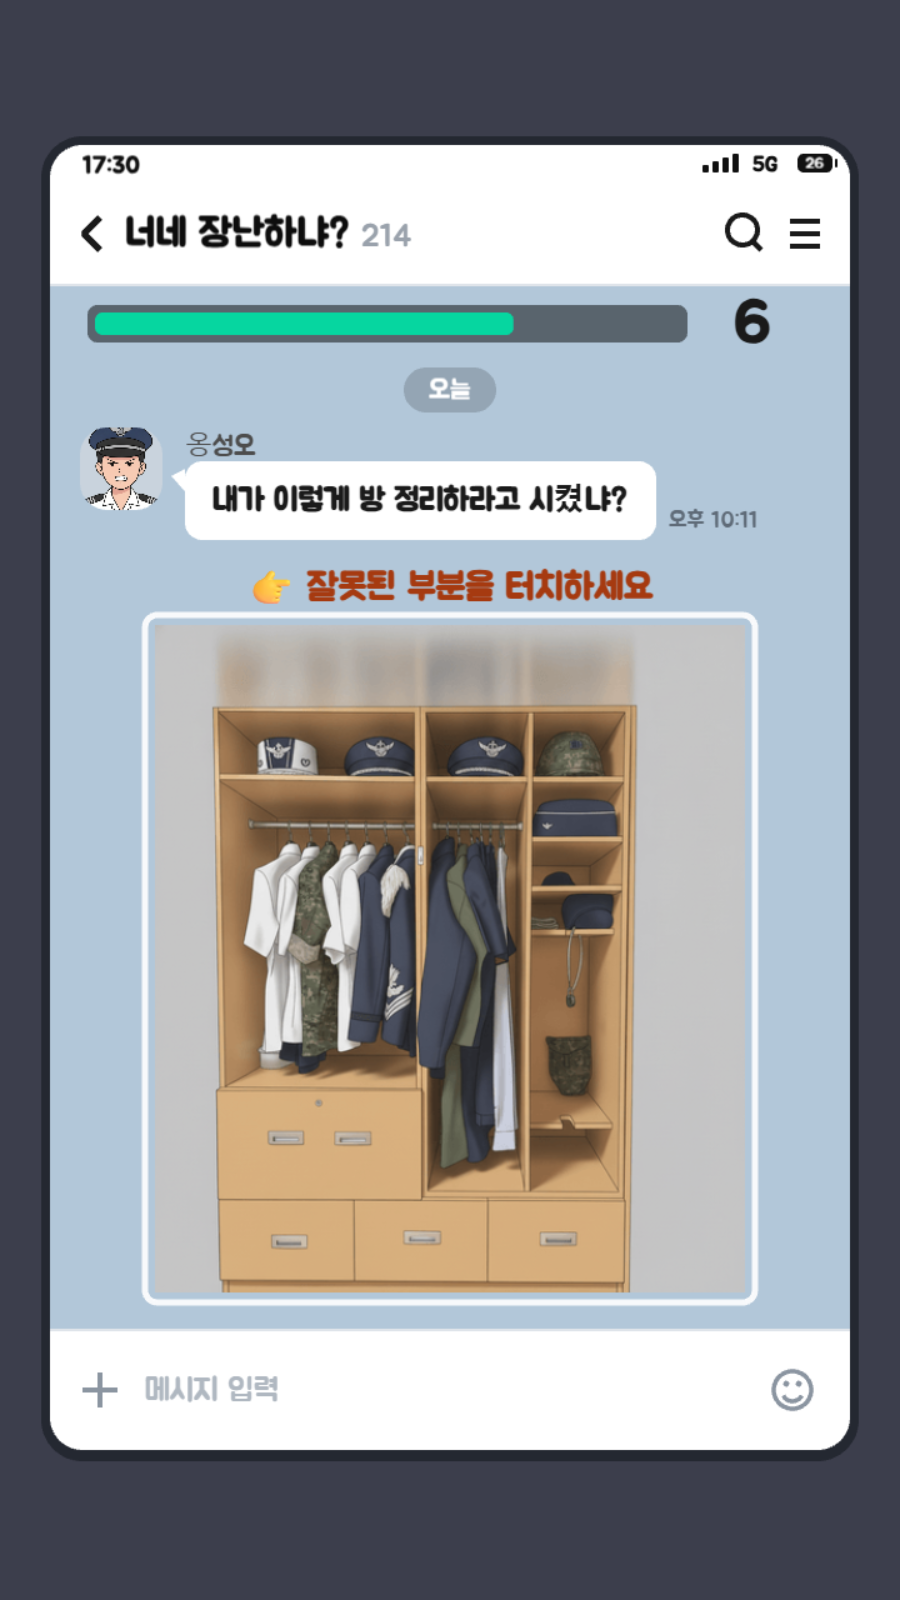 17:30
5G 26
너네 장난하냐? 214
6
오늘
옹성오
내가 이렇게 방 정리하라고 시켰냐?
오후 10:11
👉 잘못된 부분을 터치하세요
메시지 입력